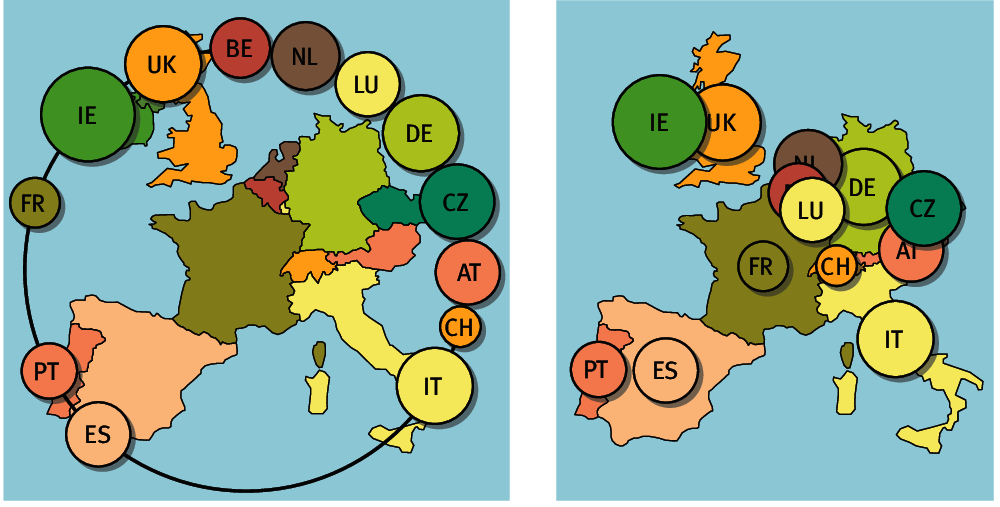 BE
NL
UK
LU
IE
DE
CZ
FR
AT
CH
PT
IT
ES
IE
UK
NL
DE
LU
CZ
AT
FR
CH
IT
PT
ES